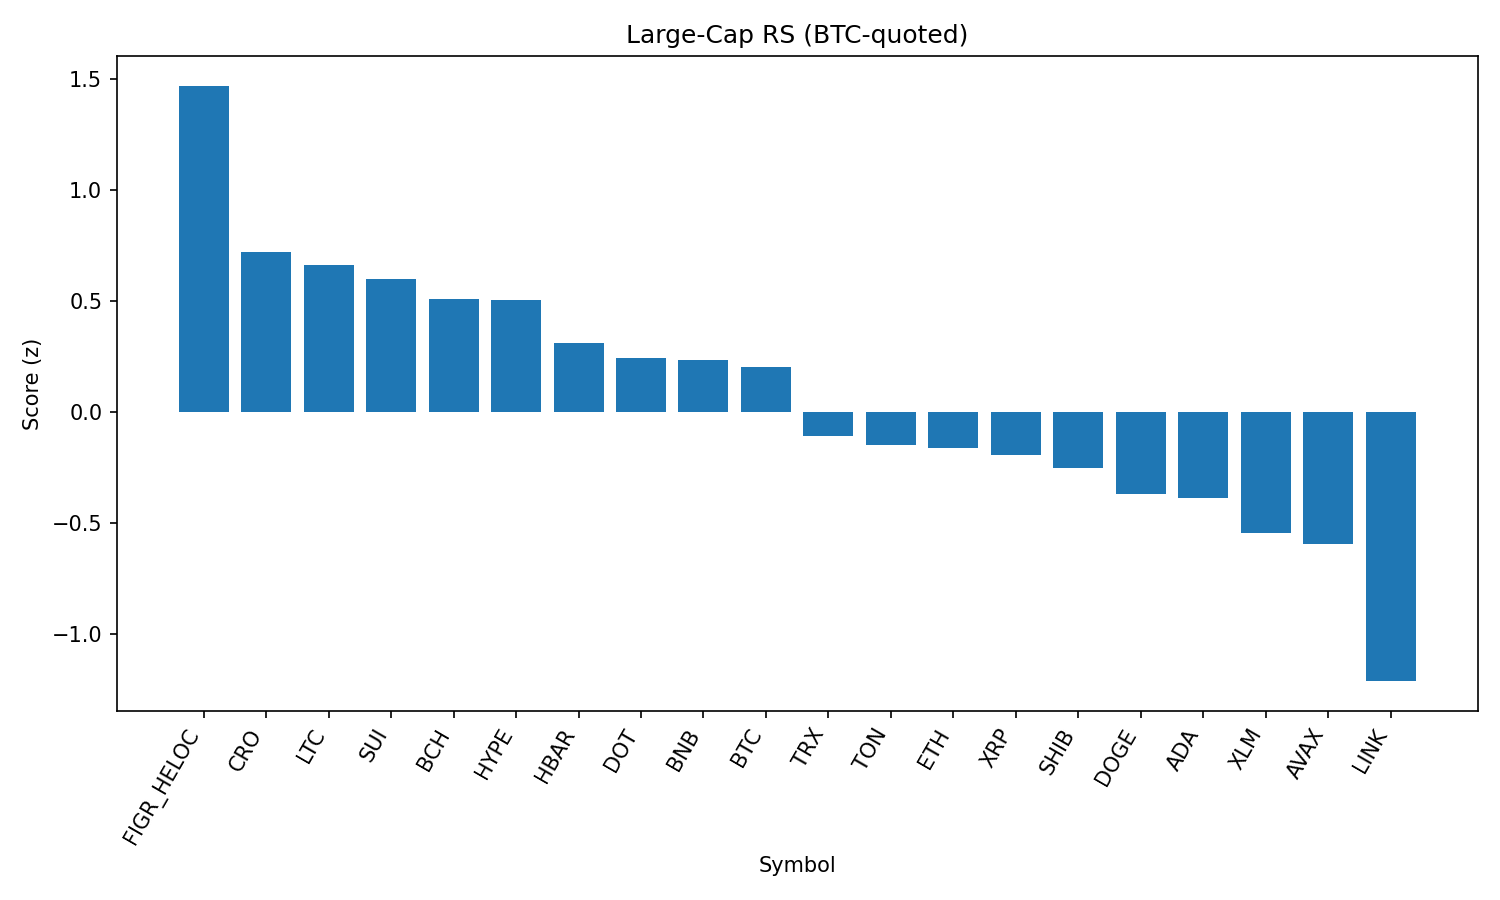 Large-Cap RS (BTC-quoted)
Score (z)
1.5
1.0
0.5
0.0
−0.5
−1.0
FIGR_HELOC
CRO
LTC
SUI
BCH
HYPE
HBAR
DOT
BNB
BTC
TRX
TON
ETH
XRP
SHIB
DOGE
ADA
XLM
AVAX
LINK
Symbol